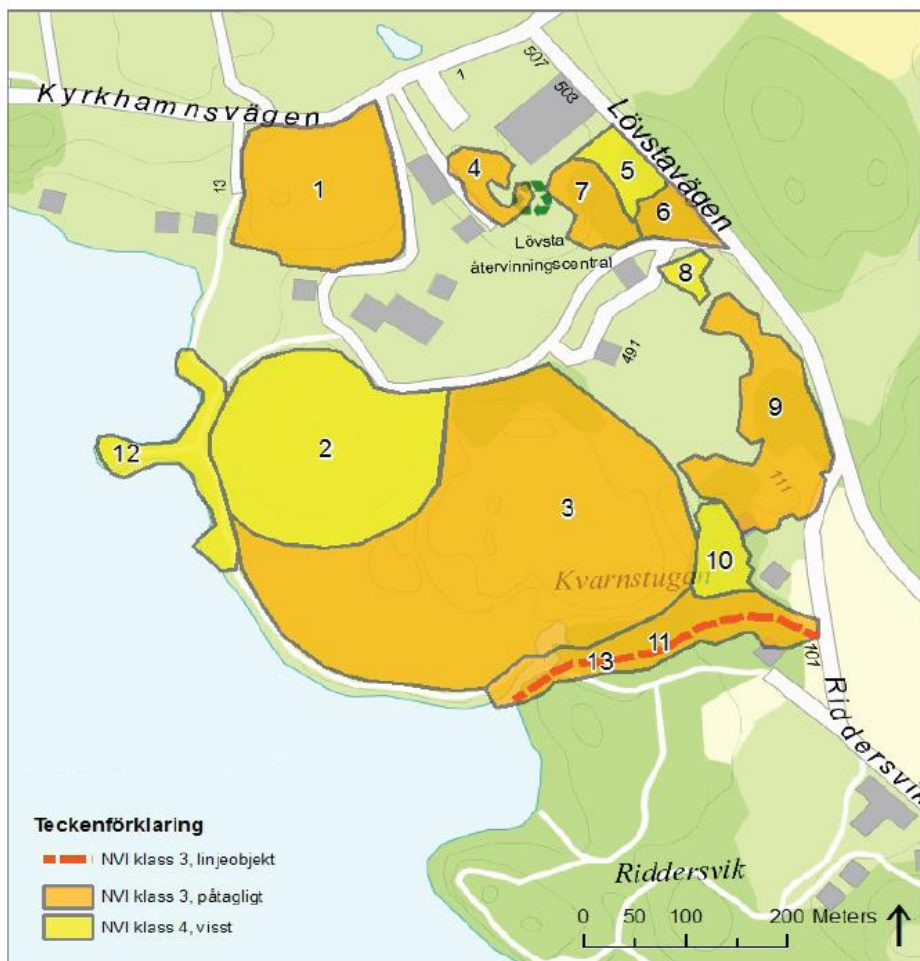 Kyrkhamnsvägen
7
507
503
Lövstavägen
13
1
4
5
7
6
Lövsta
återvinningscentral
8
491
9
2
12
3
111
10
Kvarnstugan
11
13
101
Riddersvik
Riddersvik
Teckenförklaring
NVI klass 3, linjeobjekt
NVI klass 3, påtagligt
NVI klass 4, visst
0 50 100 200 Meters